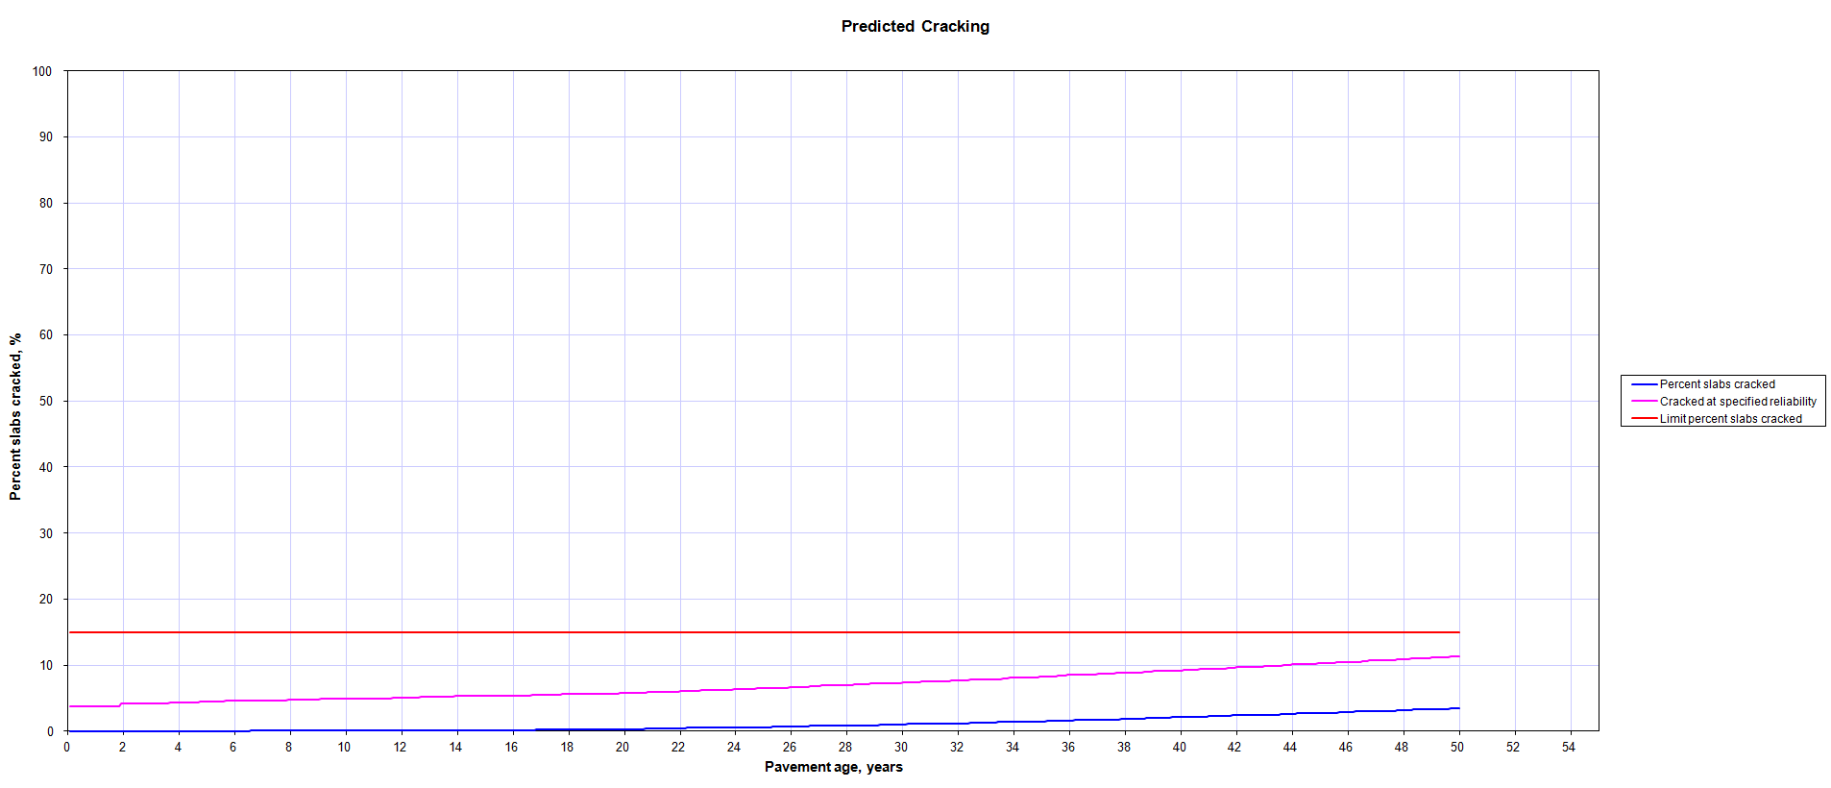 Predicted Cracking
100
90
80
70
60
50
40
30
20
10
0
Percent slabs cracked, %
0 2 4 6 8 10 12 14 16 18 20 22 24 26 28 30 32 34 36 38 40 42 44 46 48 50 52 54
Pavement age, years
Percent slabs cracked
Cracked at specified reliability
Limit percent slabs cracked